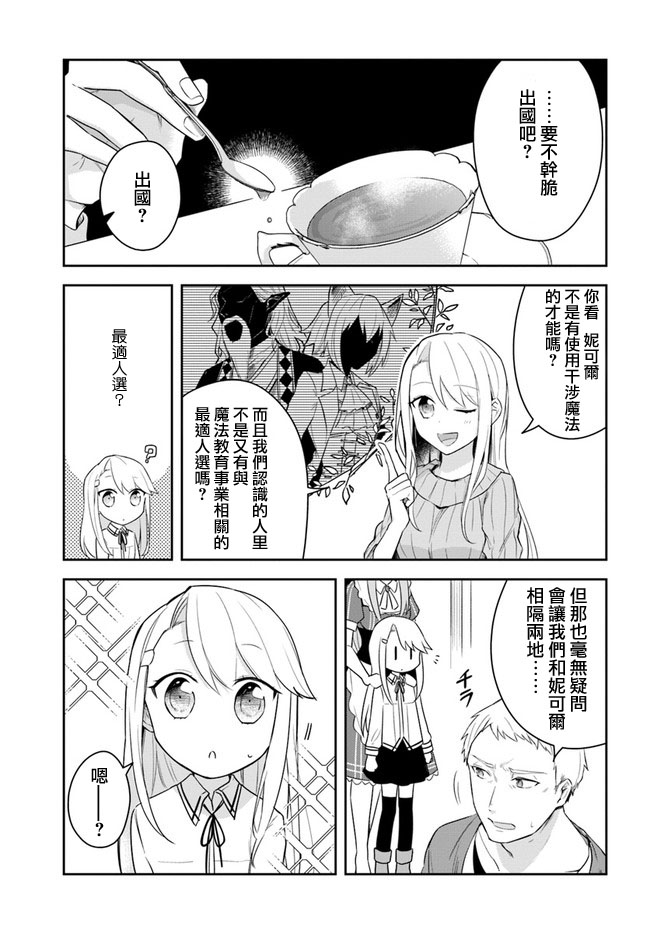 ……要不幹脆
出國吧？
出國？
你看 妮可爾
不是有使用干涉魔法
的才能嗎？
而且我們認識的人里
不是又有與
魔法教育事業相關的
最適人選嗎？
最適人選？
?
但那也毫無疑問
會讓我們和妮可爾
相隔兩地……
チラ
嗯——？